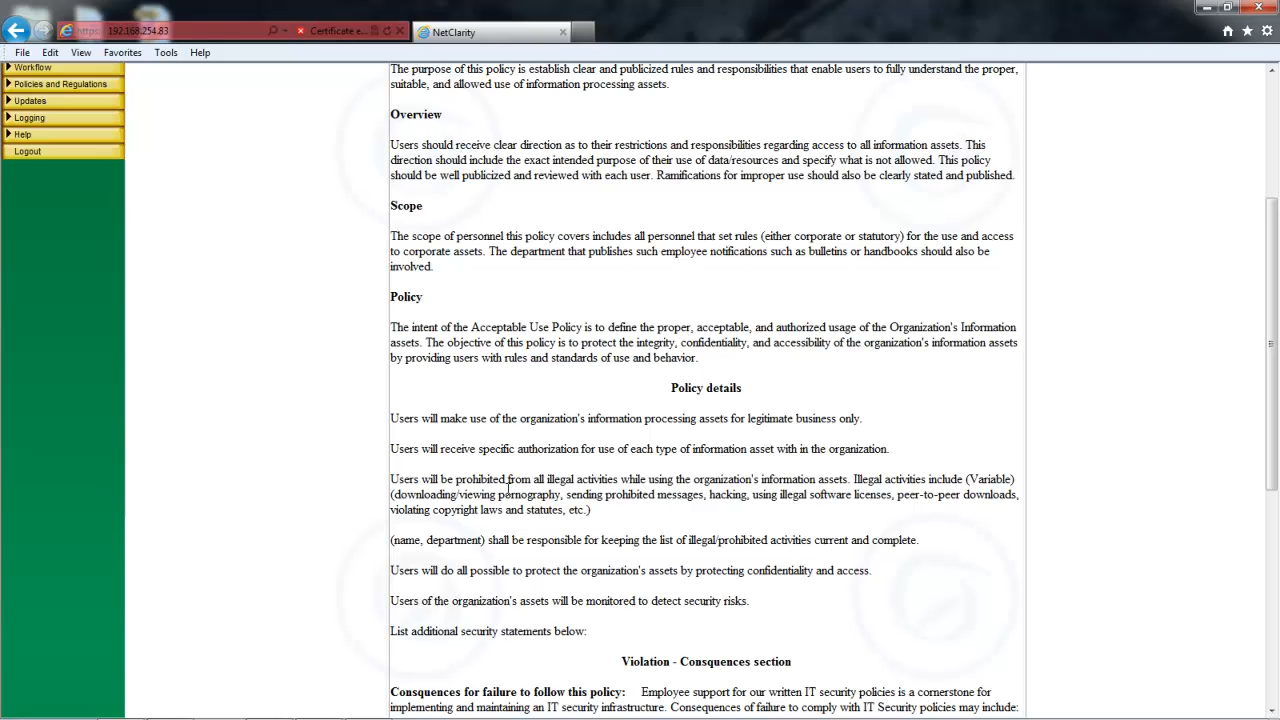 https://192.168.254.83
Certificate e...
NetClarity
File Edit View Favorites Tools Help
Workflow
Policies and Regulations
Updates
Logging
Help
Logout
The purpose of this policy is establish clear and publicized rules and responsibilities that enable users to fully understand the proper,
suitable, and allowed use of information processing assets.
Overview
Users should receive clear direction as to their restrictions and responsibilities regarding access to all information assets. This
direction should include the exact intended purpose of their use of data/resources and specify what is not allowed. This policy
should be well publicized and reviewed with each user. Ramifications for improper use should also be clearly stated and published.
Scope
The scope of personnel this policy covers includes all personnel that set rules (either corporate or statutory) for the use and access
to corporate assets. The department that publishes such employee notifications such as bulletins or handbooks should also be
involved.
Policy
The intent of the Acceptable Use Policy is to define the proper, acceptable, and authorized usage of the Organization's Information
assets. The objective of this policy is to protect the integrity, confidentiality, and accessibility of the organization's information assets
by providing users with rules and standards of use and behavior.
Policy details
Users will make use of the organization's information processing assets for legitimate business only.
Users will receive specific authorization for use of each type of information asset with in the organization.
Users will be prohibited from all illegal activities while using the organization's information assets. Illegal activities include (Variable)
(downloading/viewing pornography, sending prohibited messages, hacking, using illegal software licenses, peer-to-peer downloads,
violating copyright laws and statutes, etc.)
(name, department) shall be responsible for keeping the list of illegal/prohibited activities current and complete.
Users will do all possible to protect the organization's assets by protecting confidentiality and access.
Users of the organization's assets will be monitored to detect security risks.
List additional security statements below:
Violation - Consquences section
Consquences for failure to follow this policy: Employee support for our written IT security policies is a cornerstone for
implementing and maintaining an IT security infrastructure. Consequences of failure to comply with IT Security policies may include: